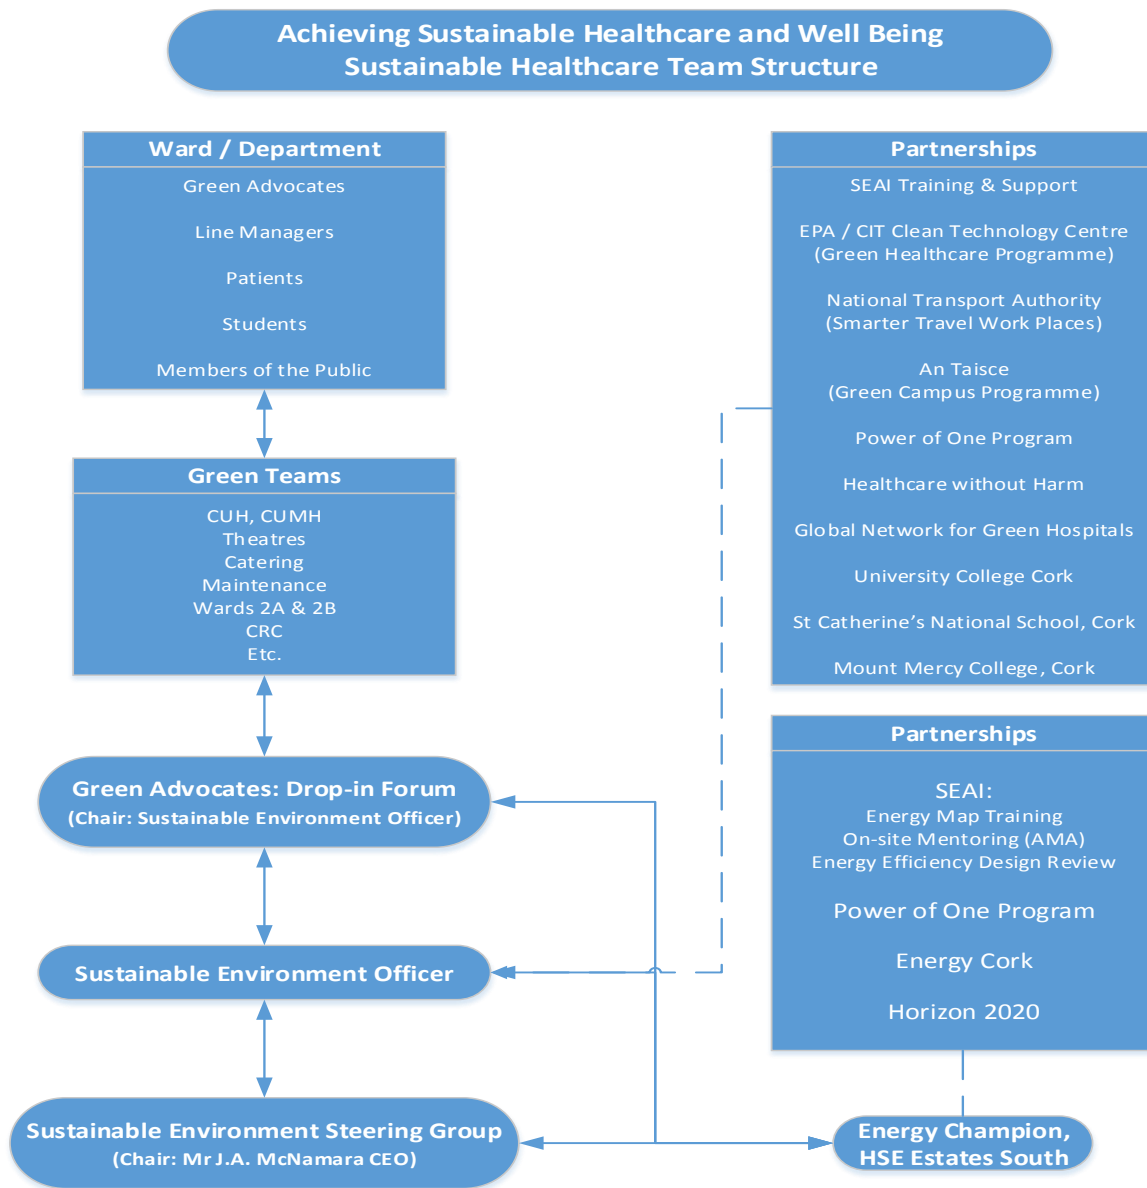 Achieving Sustainable Healthcare and Well Being
Sustainable Healthcare Team Structure
Ward / Department
Green Advocates
Line Managers
Patients
Students
Members of the Public
Green Teams
CUH, CUMH
Theatres
Catering
Maintenance
Wards 2A & 2B
CRC
Etc.
Green Advocates: Drop-in Forum
(Chair: Sustainable Environment Officer)
Sustainable Environment Officer
Sustainable Environment Steering Group
(Chair: Mr J.A. McNamara CEO)
Partnerships
SEAI Training & Support
EPA / CIT Clean Technology Centre
(Green Healthcare Programme)
National Transport Authority
(Smarter Travel Work Places)
An Taisce
(Green Campus Programme)
Power of One Program
Healthcare without Harm
Global Network for Green Hospitals
University College Cork
St Catherine’s National School, Cork
Mount Mercy College, Cork
Partnerships
SEAI:
Energy Map Training
On-site Mentoring (AMA)
Energy Efficiency Design Review
Power of One Program
Energy Cork
Horizon 2020
Energy Champion,
HSE Estates South